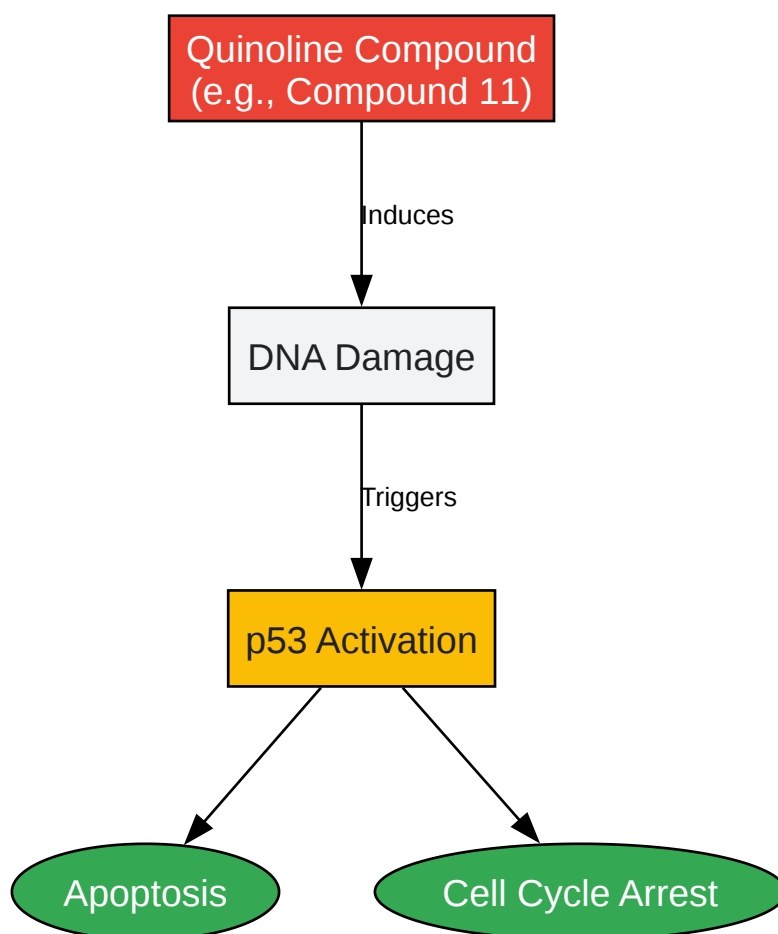 Quinoline Compound
(e.g., Compound 11)
Induces
DNA Damage
Triggers
p53 Activation
Apoptosis
Cell Cycle Arrest